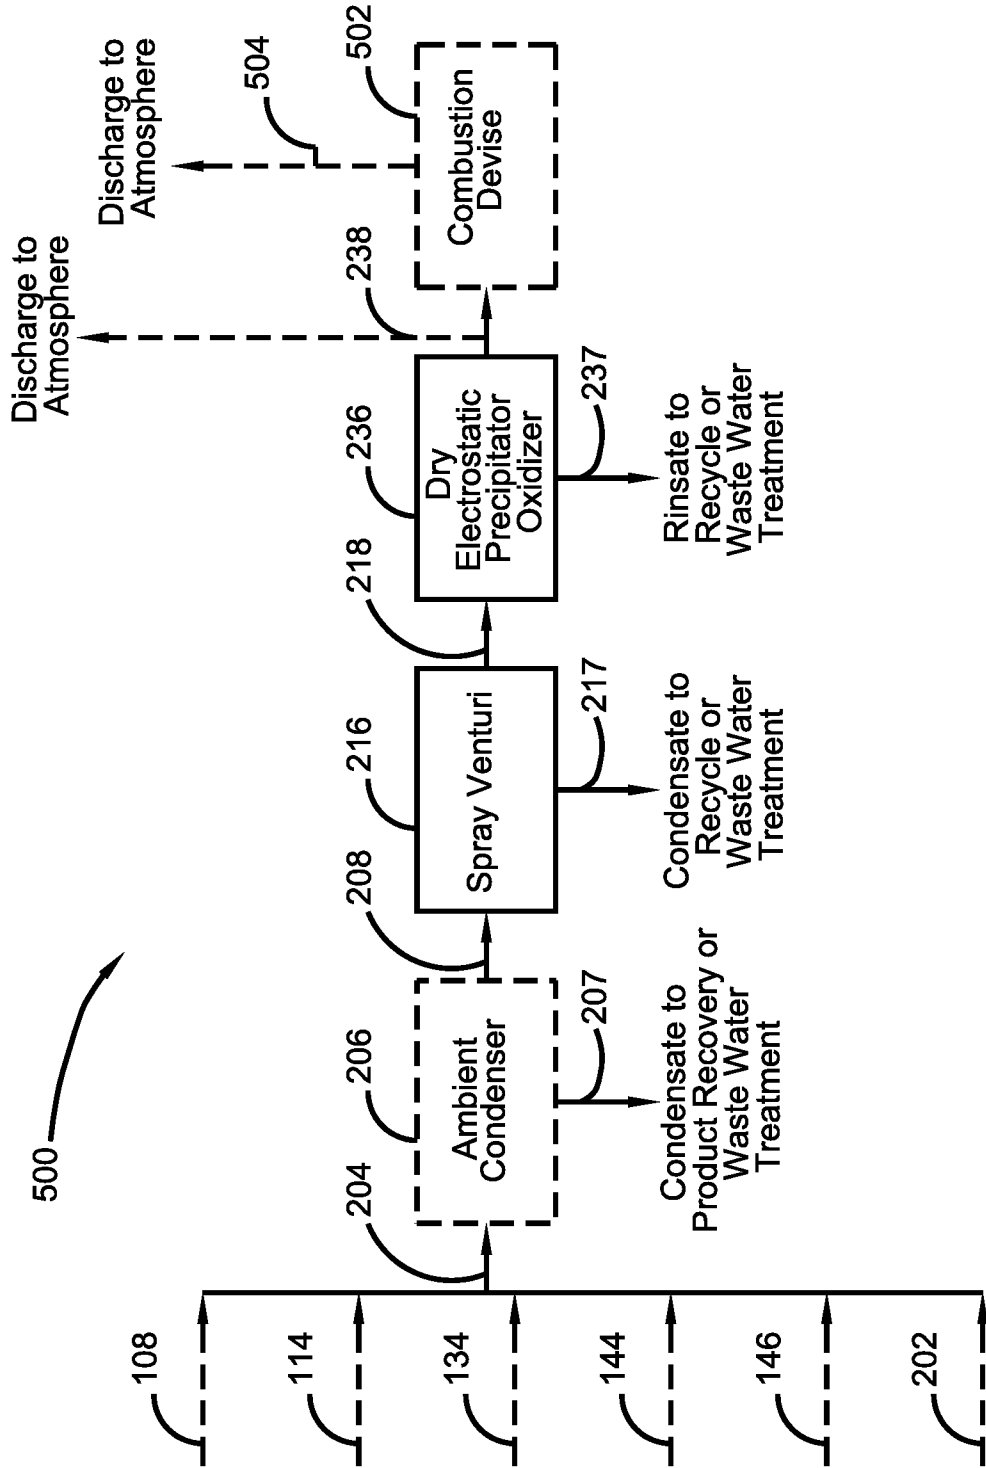 500
108
114
134
144
146
202
204
206
Ambient
Condenser
207
Condensate to
Product Recovery or
Waste Water
Treatment
208
216
Spray Venturi
217
Condensate to
Recycle or
Waste Water
Treatment
218
236
Dry
Electrostatic
Precipitator
Oxidizer
237
Rinsate to
Recycle or
Waste Water
Treatment
238
Discharge to
Atmosphere
502
Combustion
Devise
504
Discharge to
Atmosphere